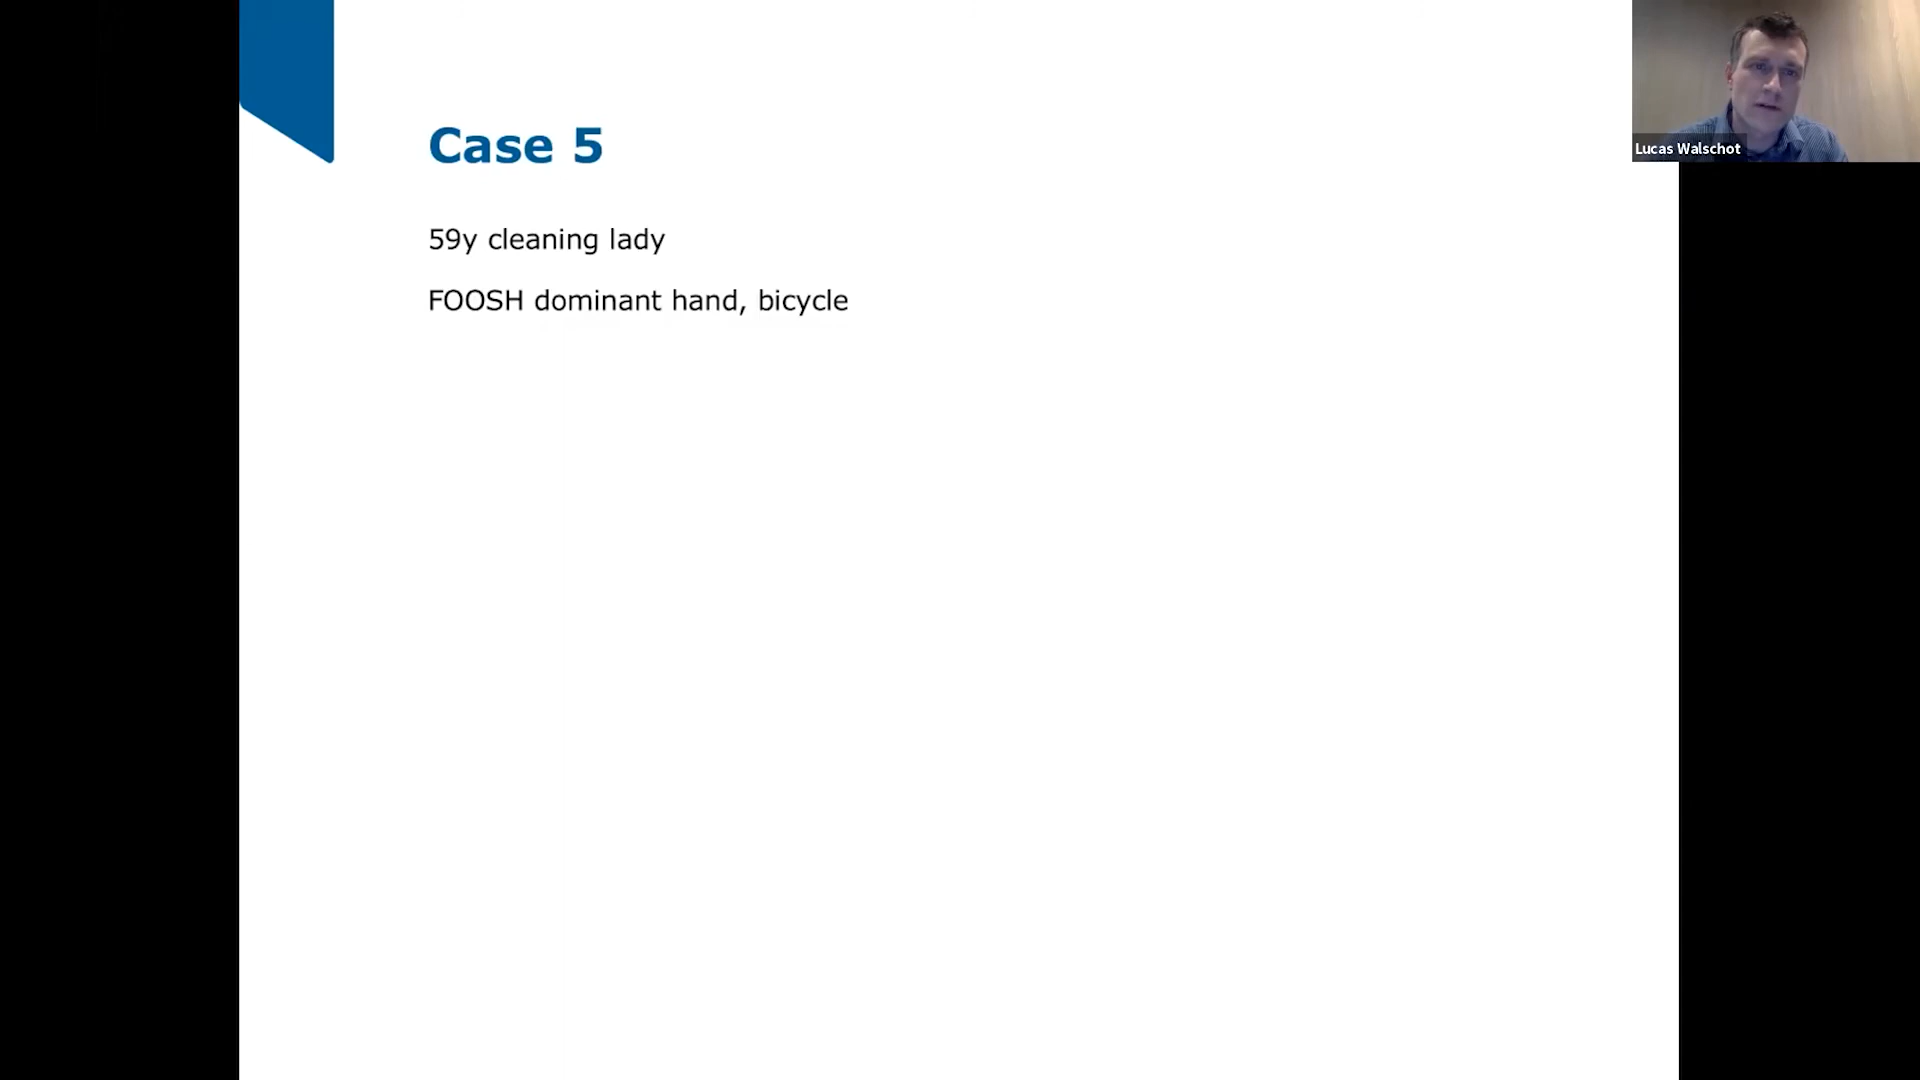 Case 5
59y cleaning lady
FOOSH dominant hand, bicycle
Lucas Walschot